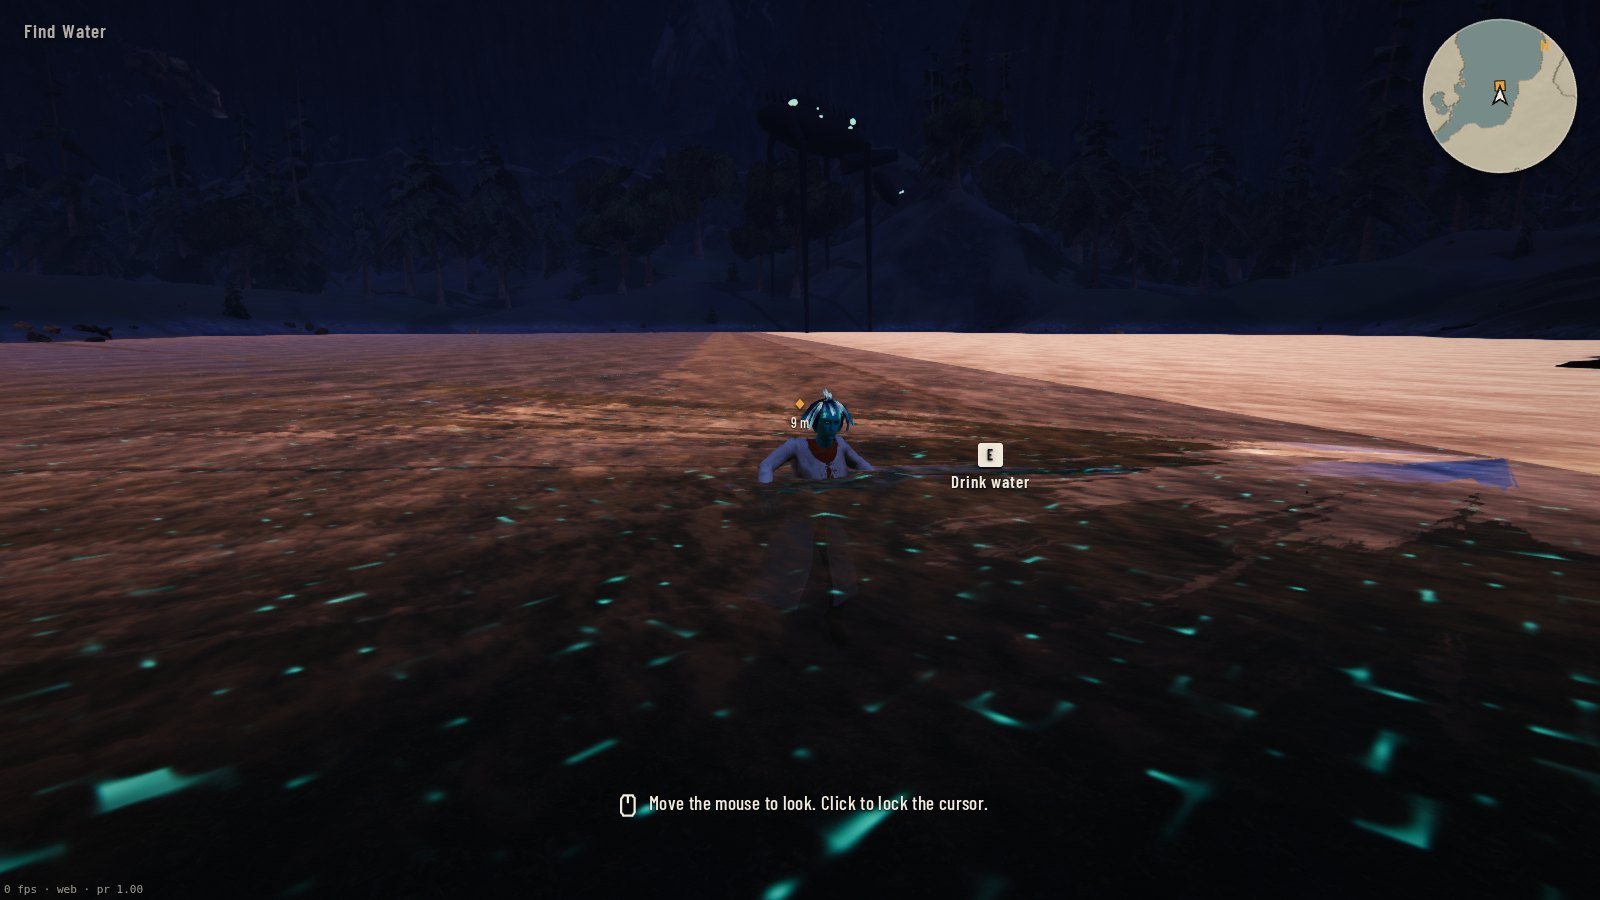 Find Water
9 m
E
Drink water
Move the mouse to look. Click to lock the cursor.
0 fps · web · pr 1.00